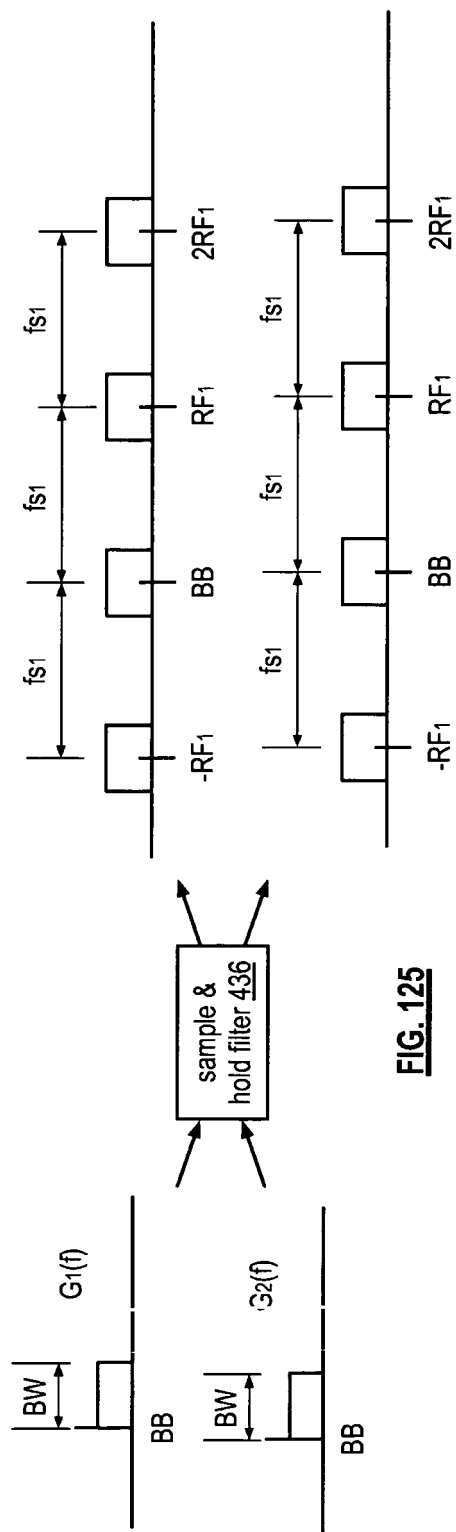 BW
G1(f)
BB
BW
G2(f)
BB
sample &
hold filter 436
fs1
fs1
fs1
-RF1
BB
RF1
2RF1
fs1
fs1
fs1
-RF1
BB
RF1
2RF1
FIG. 125